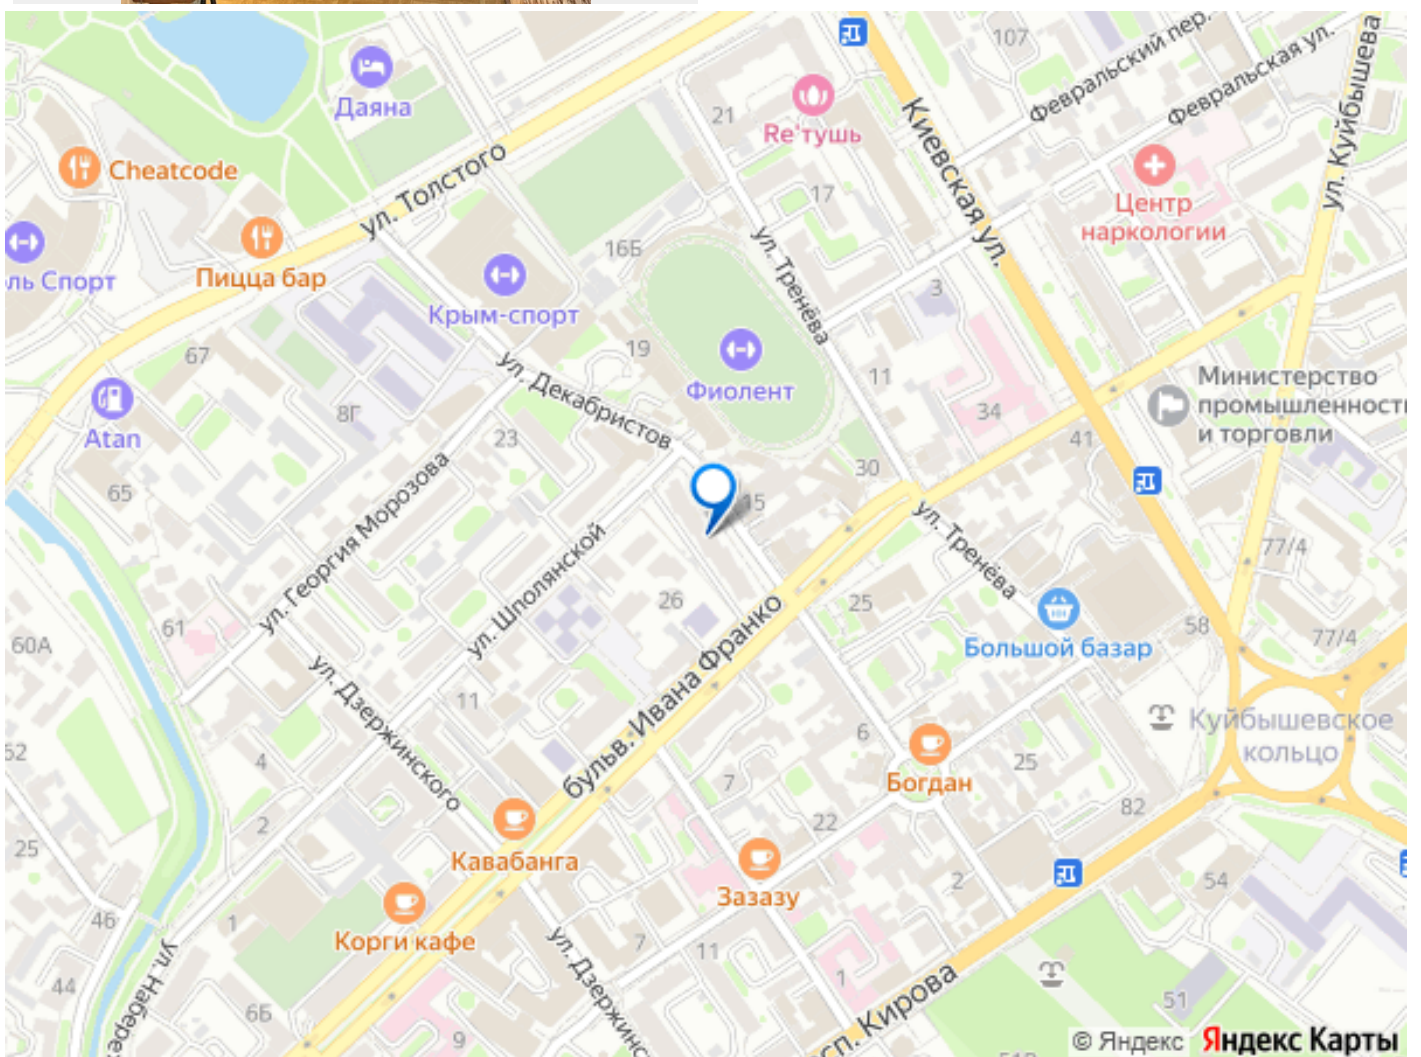 107
Февральский пер.
Февральская ул.
ул. Куйбышева
Даяна
21
Re'тушь
Киевская ул.
Cheatcode
ул. Толстого
17
Центр
наркологии
ль Спорт
Пицца бар
16Б
ул. Тренёва
Крым-спорт
3
67
19
Фиолент
11
Министерство
промышленност
и торговли
ул. Декабристов
Atan
8Г
23
34
41
65
30
15
ул. Георгия Морозова
ул. Шполянской
ул. Тренёва
77/4
26
25
Большой базар
58
77/4
60А
61
ул. Дзержинского
11
бульв. Ивана Франко
6
Куйбышевское
кольцо
52
4
7
Богдан
25
82
2
22
25
Кавабанга
Зазазу
2
54
46
1
Корги кафе
7
11
ул. Дзержинс
44
6Б
9
1
сп. Кирова
51
ул. Набереж
51В
© Яндекс Яндекс Карты